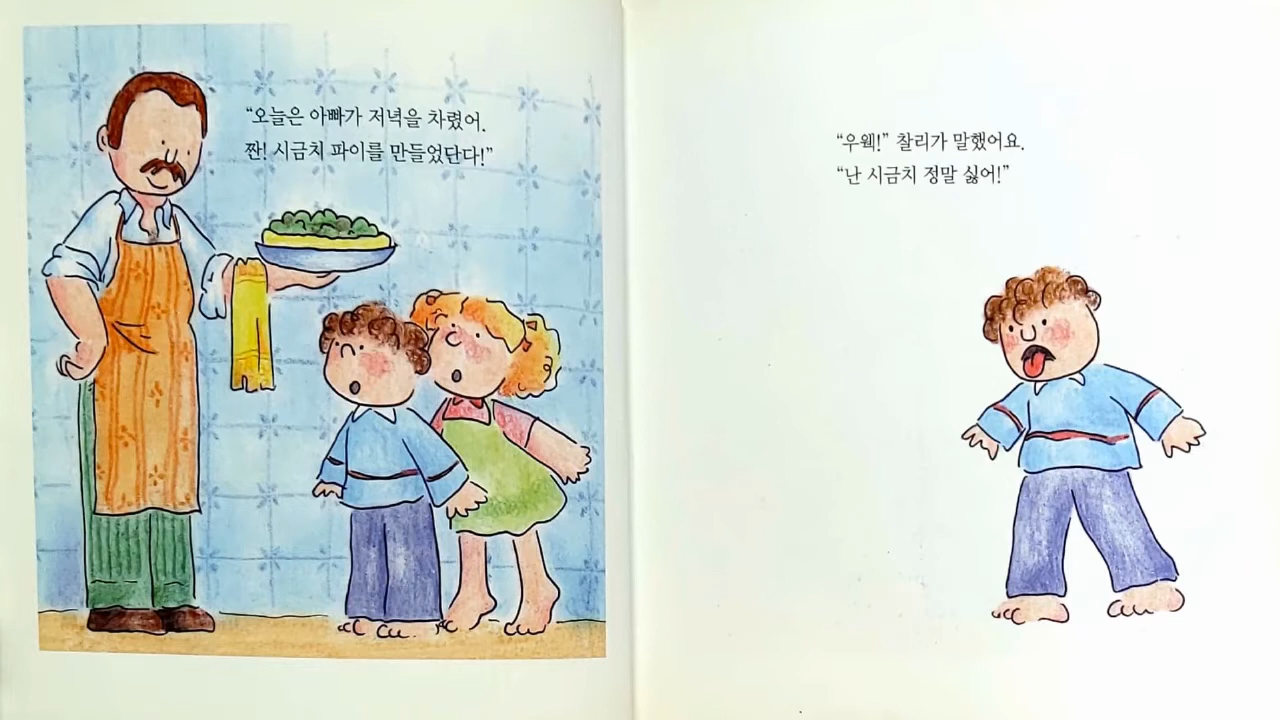 “오늘은 아빠가 저녁을 차렸어.
짠! 시금치 파이를 만들었단다!”
“우웩!” 찰리가 말했어요.
“난 시금치 정말 싫어!”